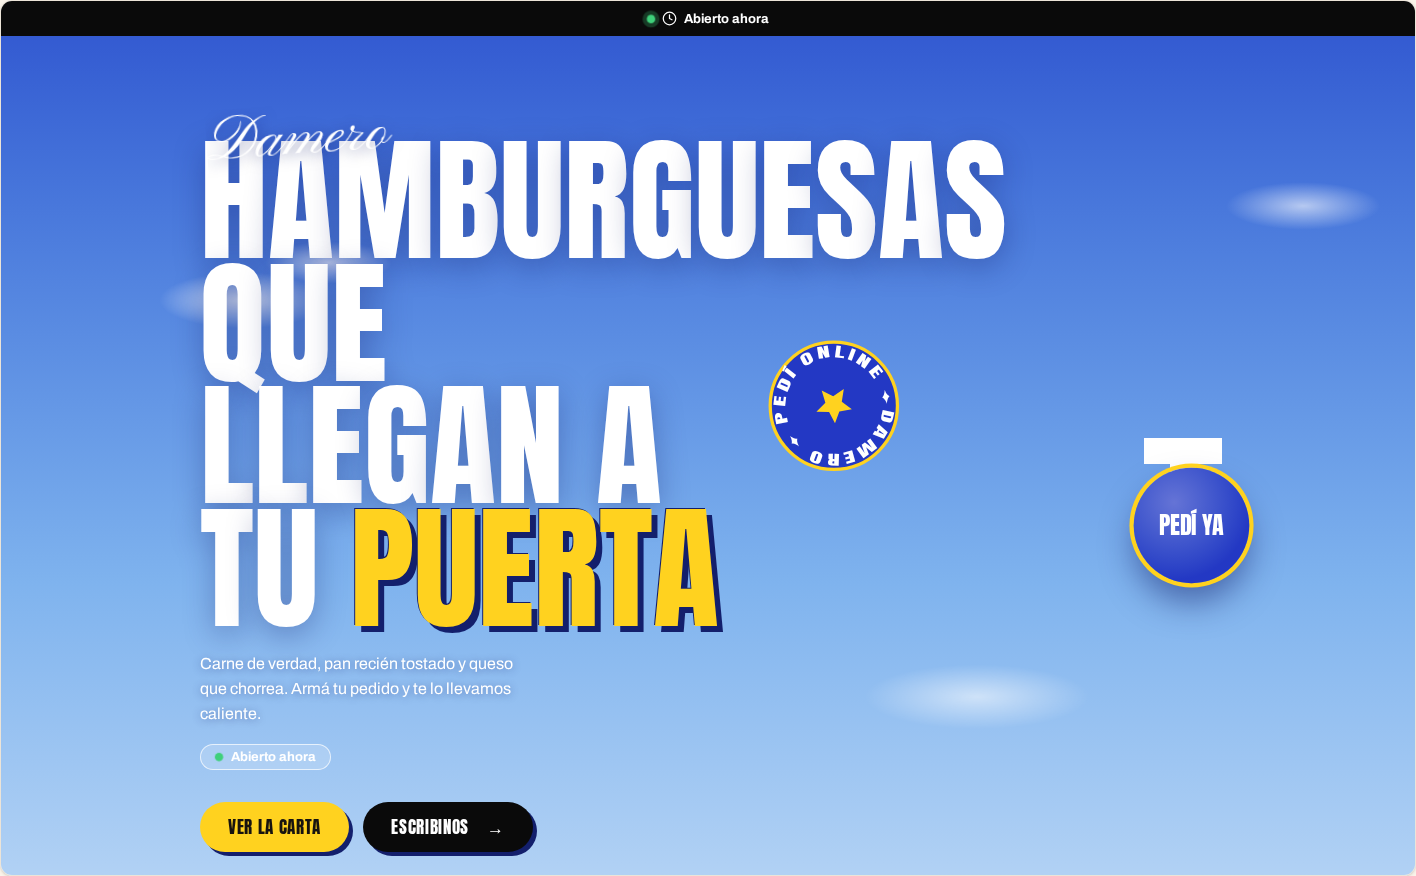 Abierto ahora
Damero
HAMBURGUESAS
QUE
LLEGAN A
TU PUERTA
PEDÍ ONLINE ✦ DAMERO ✦
PEDÍ YA
Carne de verdad, pan recién tostado y queso
que chorrea. Armá tu pedido y te lo llevamos
caliente.
Abierto ahora
VER LA CARTA
ESCRIBINOS →